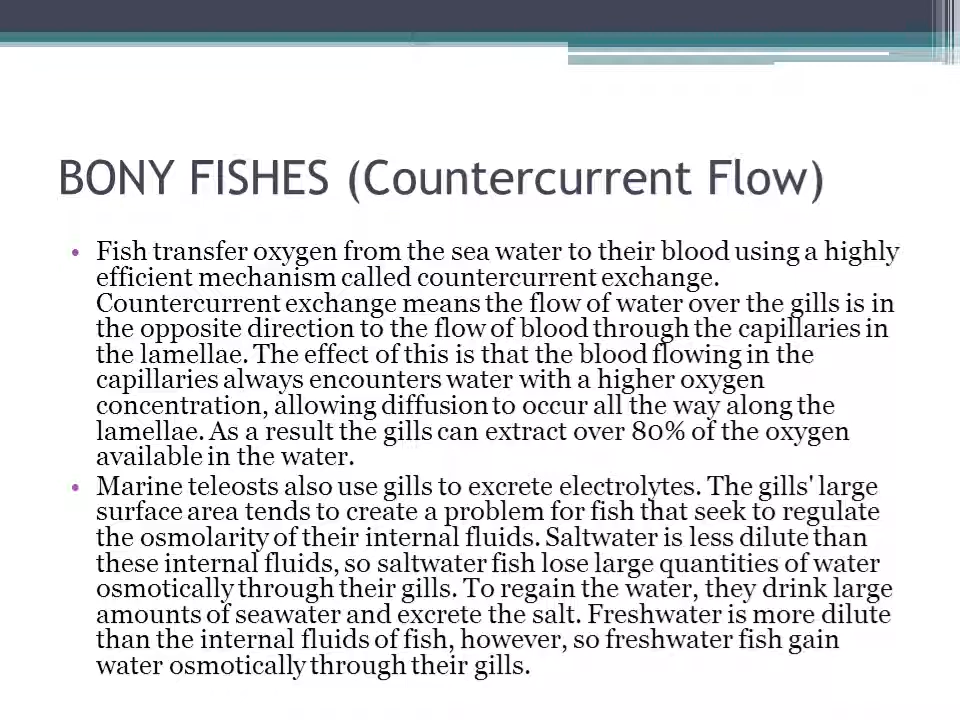 BONY FISHES (Countercurrent Flow)
• Fish transfer oxygen from the sea water to their blood using a highly
efficient mechanism called countercurrent exchange.
Countercurrent exchange means the flow of water over the gills is in
the opposite direction to the flow of blood through the capillaries in
the lamellae. The effect of this is that the blood flowing in the
capillaries always encounters water with a higher oxygen
concentration, allowing diffusion to occur all the way along the
lamellae. As a result the gills can extract over 80% of the oxygen
available in the water.
• Marine teleosts also use gills to excrete electrolytes. The gills' large
surface area tends to create a problem for fish that seek to regulate
the osmolarity of their internal fluids. Saltwater is less dilute than
these internal fluids, so saltwater fish lose large quantities of water
osmotically through their gills. To regain the water, they drink large
amounts of seawater and excrete the salt. Freshwater is more dilute
than the internal fluids of fish, however, so freshwater fish gain
water osmotically through their gills.